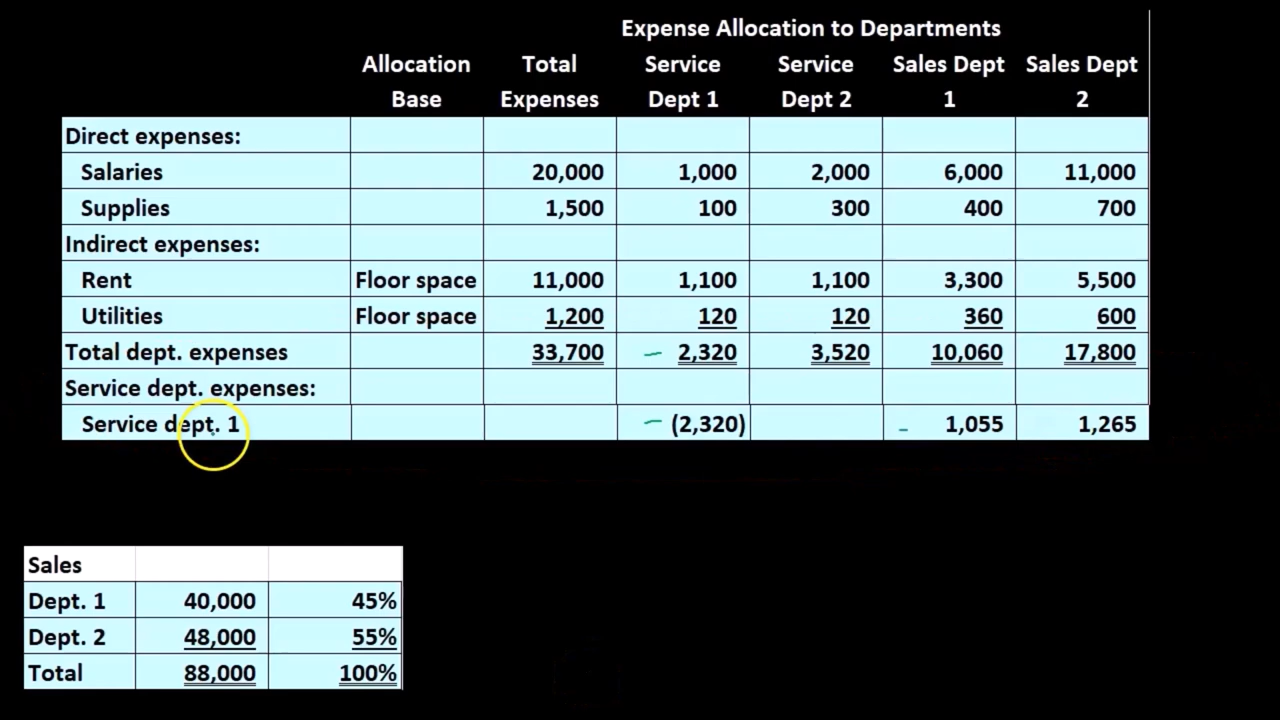 Expense Allocation to Departments
Allocation Base Total Expenses Service Dept 1 Service Dept 2 Sales Dept 1 Sales Dept 2
Direct expenses:
Salaries 20,000 1,000 2,000 6,000 11,000
Supplies 1,500 100 300 400 700
Indirect expenses:
Rent Floor space 11,000 1,100 1,100 3,300 5,500
Utilities Floor space 1,200 120 120 360 600
Total dept. expenses 33,700 2,320 3,520 10,060 17,800
Service dept. expenses:
Service dept. 1 (2,320) 1,055 1,265
Sales
Dept. 1 40,000 45%
Dept. 2 48,000 55%
Total 88,000 100%